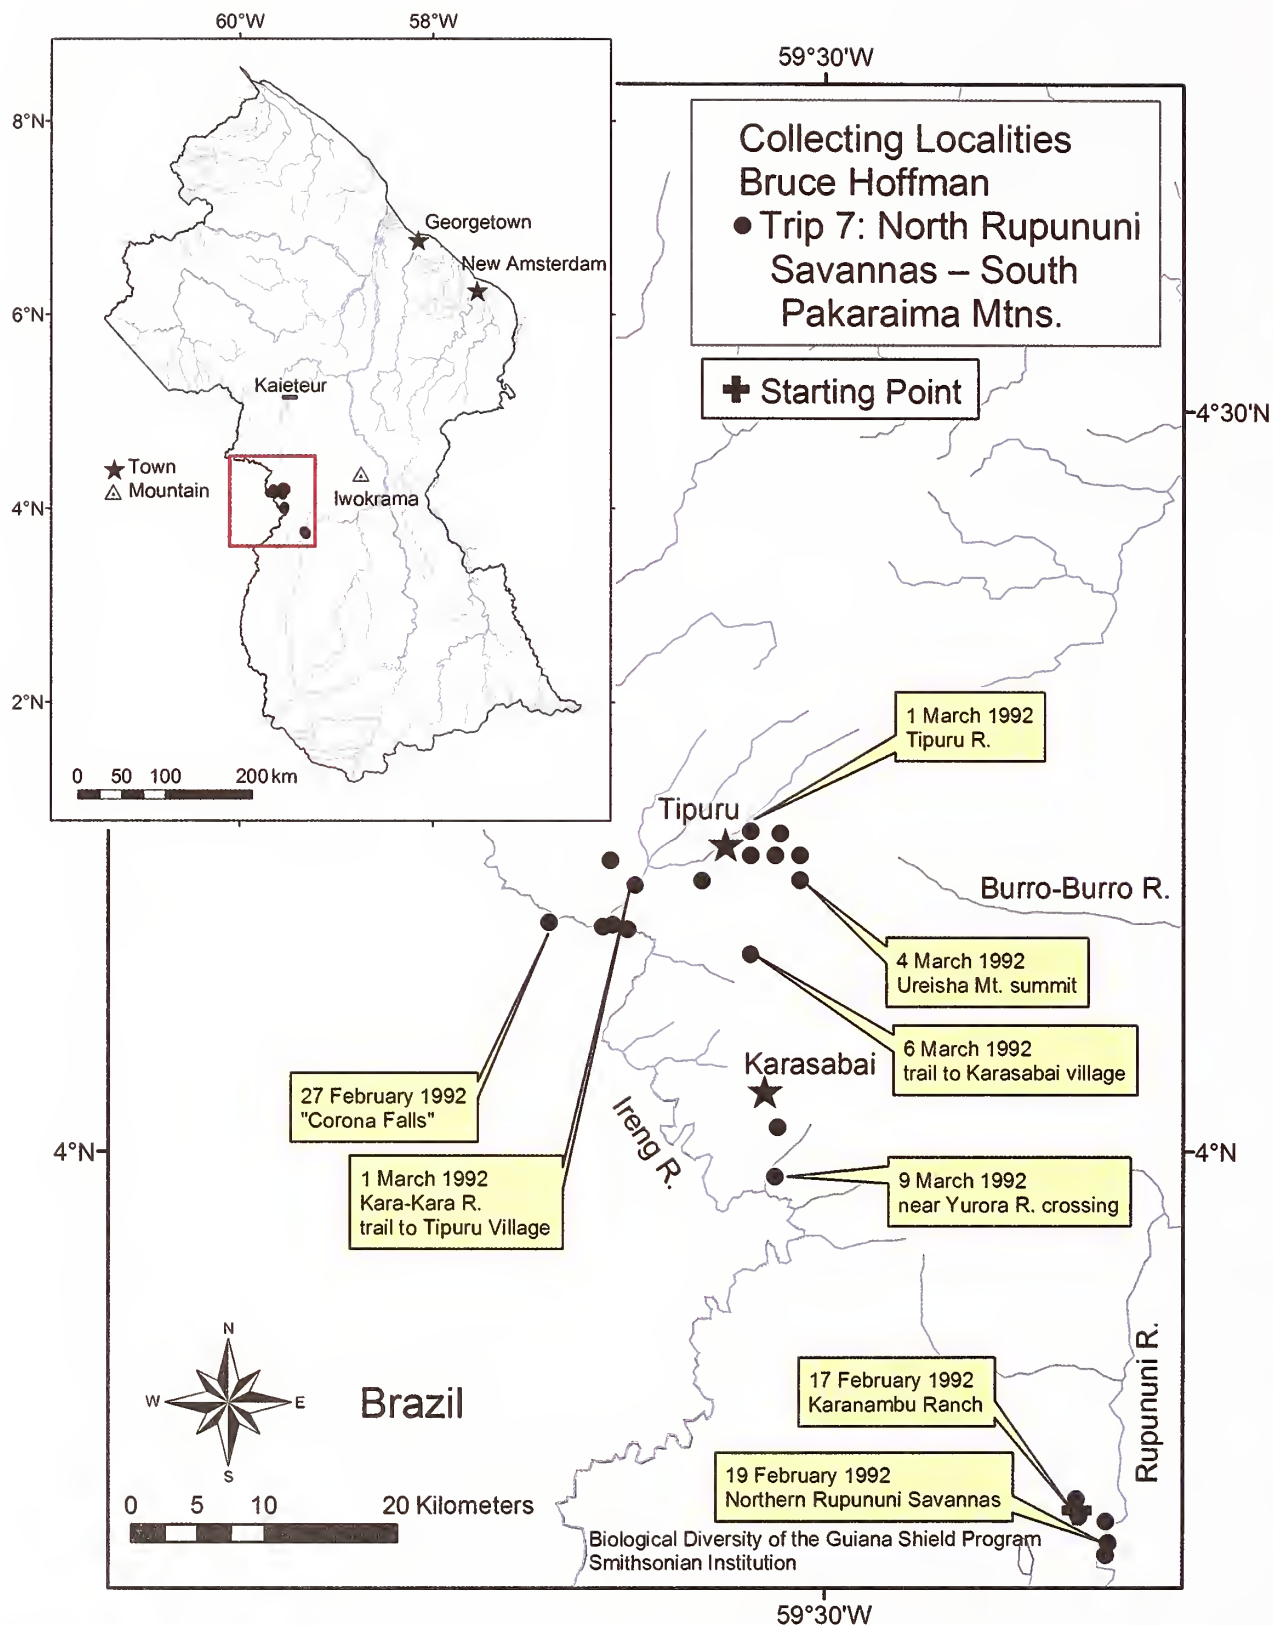 60°W
58°W
59°30'W
8°N
6°N
4°N
2°N
Georgetown
New Amsterdam
Kaieteur
Town
Mountain
Iwokrama
0 50 100 200 km
Collecting Localities
Bruce Hoffman
Trip 7: North Rupununi
Savannas – South
Pakaraima Mtns.
Starting Point
4°30'N
1 March 1992
Tipuru R.
Tipuru
Burro-Burro R.
4 March 1992
Ureisha Mt. summit
6 March 1992
trail to Karasabai village
Karasabai
27 February 1992
"Corona Falls"
Ireng R.
4°N
4°N
1 March 1992
Kara-Kara R.
trail to Tipuru Village
9 March 1992
near Yurora R. crossing
N
W
E
S
Brazil
Rupununi R.
17 February 1992
Karanambu Ranch
19 February 1992
Northern Rupununi Savannas
0 5 10 20 Kilometers
Biological Diversity of the Guiana Shield Program
Smithsonian Institution
59°30'W